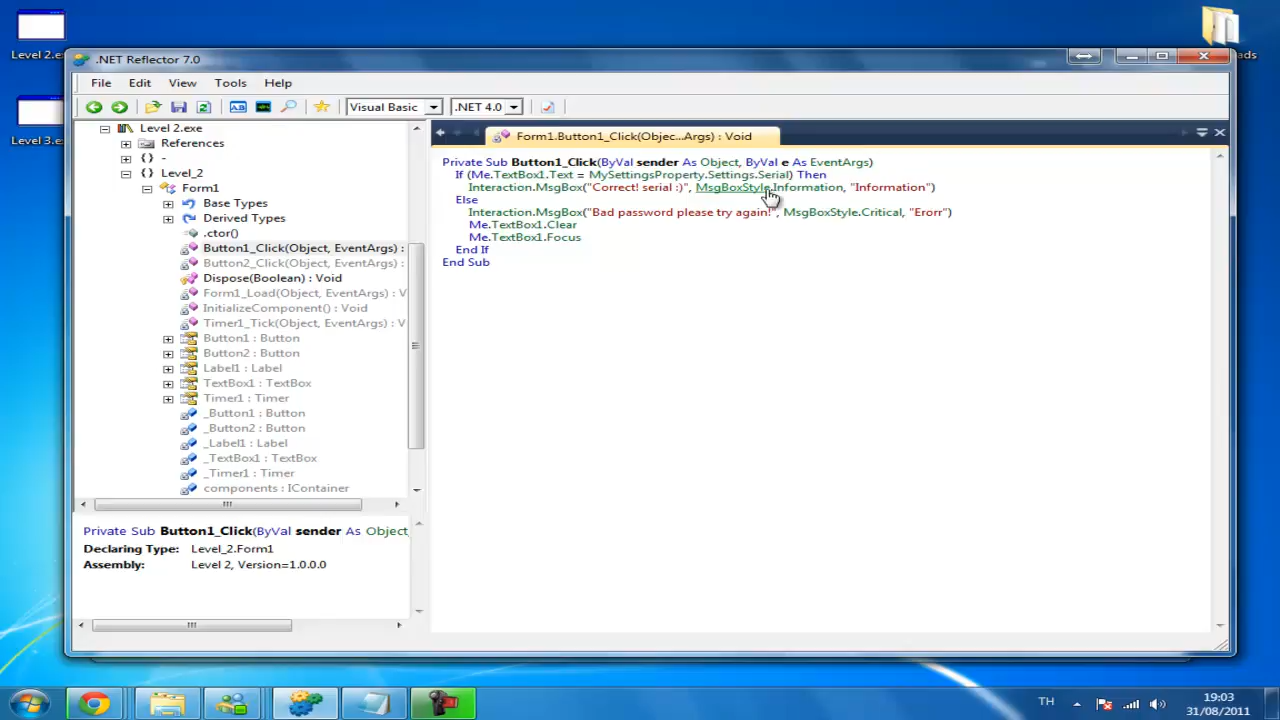 Level 2.ex
Level 3.ex
ads
.NET Reflector 7.0
File Edit View Tools Help
Visual Basic .NET 4.0
Level 2.exe
References
-
Level_2
Form1
Base Types
Derived Types
.ctor()
Button1_Click(Object, EventArgs) :
Button2_Click(Object, EventArgs) :
Dispose(Boolean) : Void
Form1_Load(Object, EventArgs) : V
InitializeComponent() : Void
Timer1_Tick(Object, EventArgs) : V
Button1 : Button
Button2 : Button
Label1 : Label
TextBox1 : TextBox
Timer1 : Timer
_Button1 : Button
_Button2 : Button
_Label1 : Label
_TextBox1 : TextBox
_Timer1 : Timer
components : IContainer
Private Sub Button1_Click(ByVal sender As Object,
Declaring Type: Level_2.Form1
Assembly: Level 2, Version=1.0.0.0
Form1.Button1_Click(Objec...Args) : Void
Private Sub Button1_Click(ByVal sender As Object, ByVal e As EventArgs)
If (Me.TextBox1.Text = MySettingsProperty.Settings.Serial) Then
Interaction.MsgBox("Correct! serial :)", MsgBoxStyle.Information, "Information")
Else
Interaction.MsgBox("Bad password please try again!", MsgBoxStyle.Critical, "Erorr")
Me.TextBox1.Clear
Me.TextBox1.Focus
End If
End Sub
TH
19:03
31/08/2011